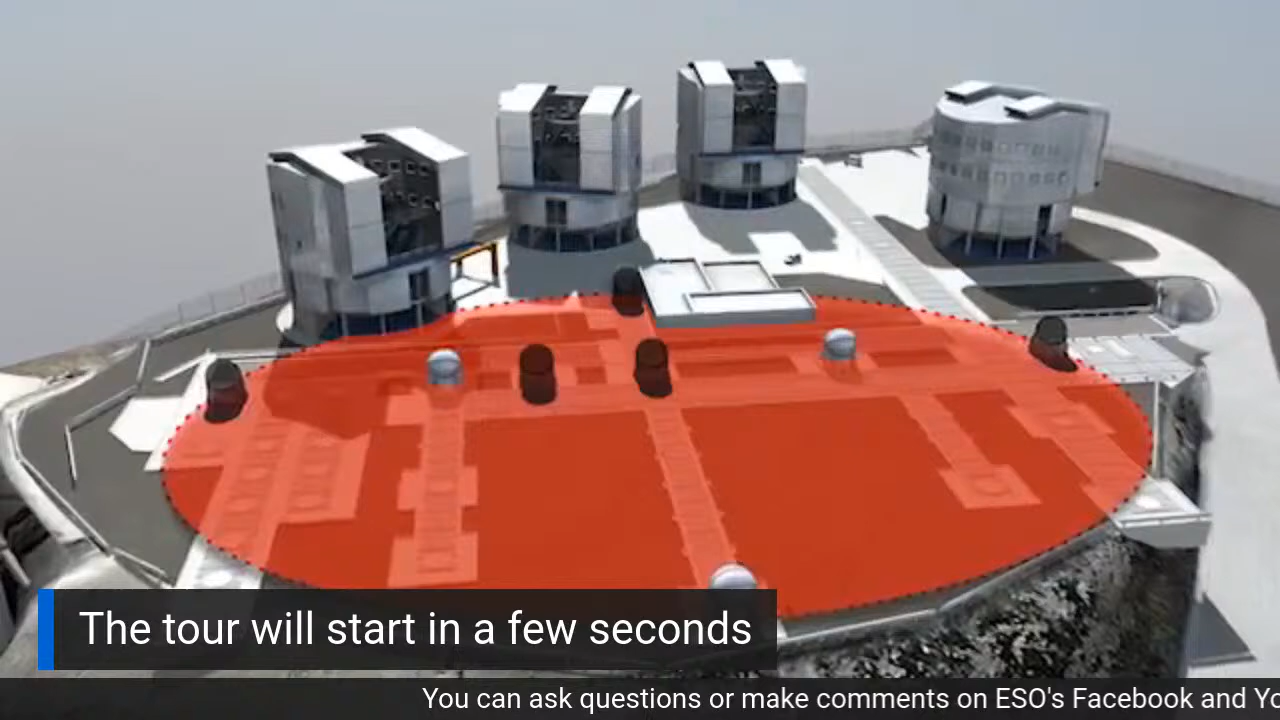 The tour will start in a few seconds
You can ask questions or make comments on ESO's Facebook and